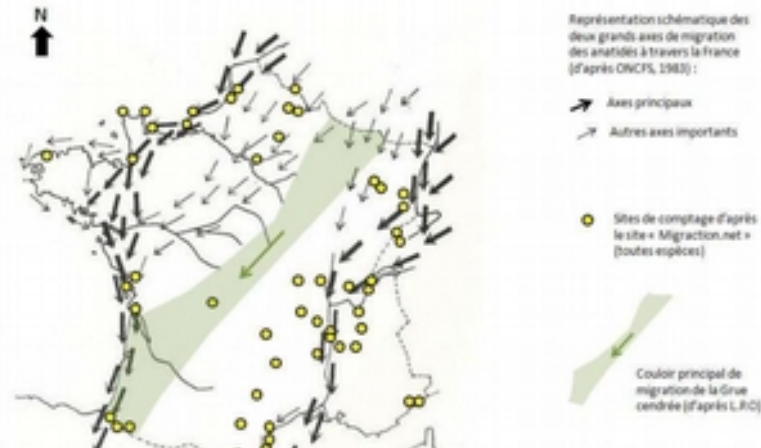 N
Représentation schématique des
deux grands axes de migration
des anatidés à travers la France
(d'après ONCFS, 1983) :
Axes principaux
Autres axes importants
Sites de comptage d'après
le site « Migraction.net »
(toutes espèces)
Couloir principal de
migration de la Grue
cendrée (d'après L.P.O)